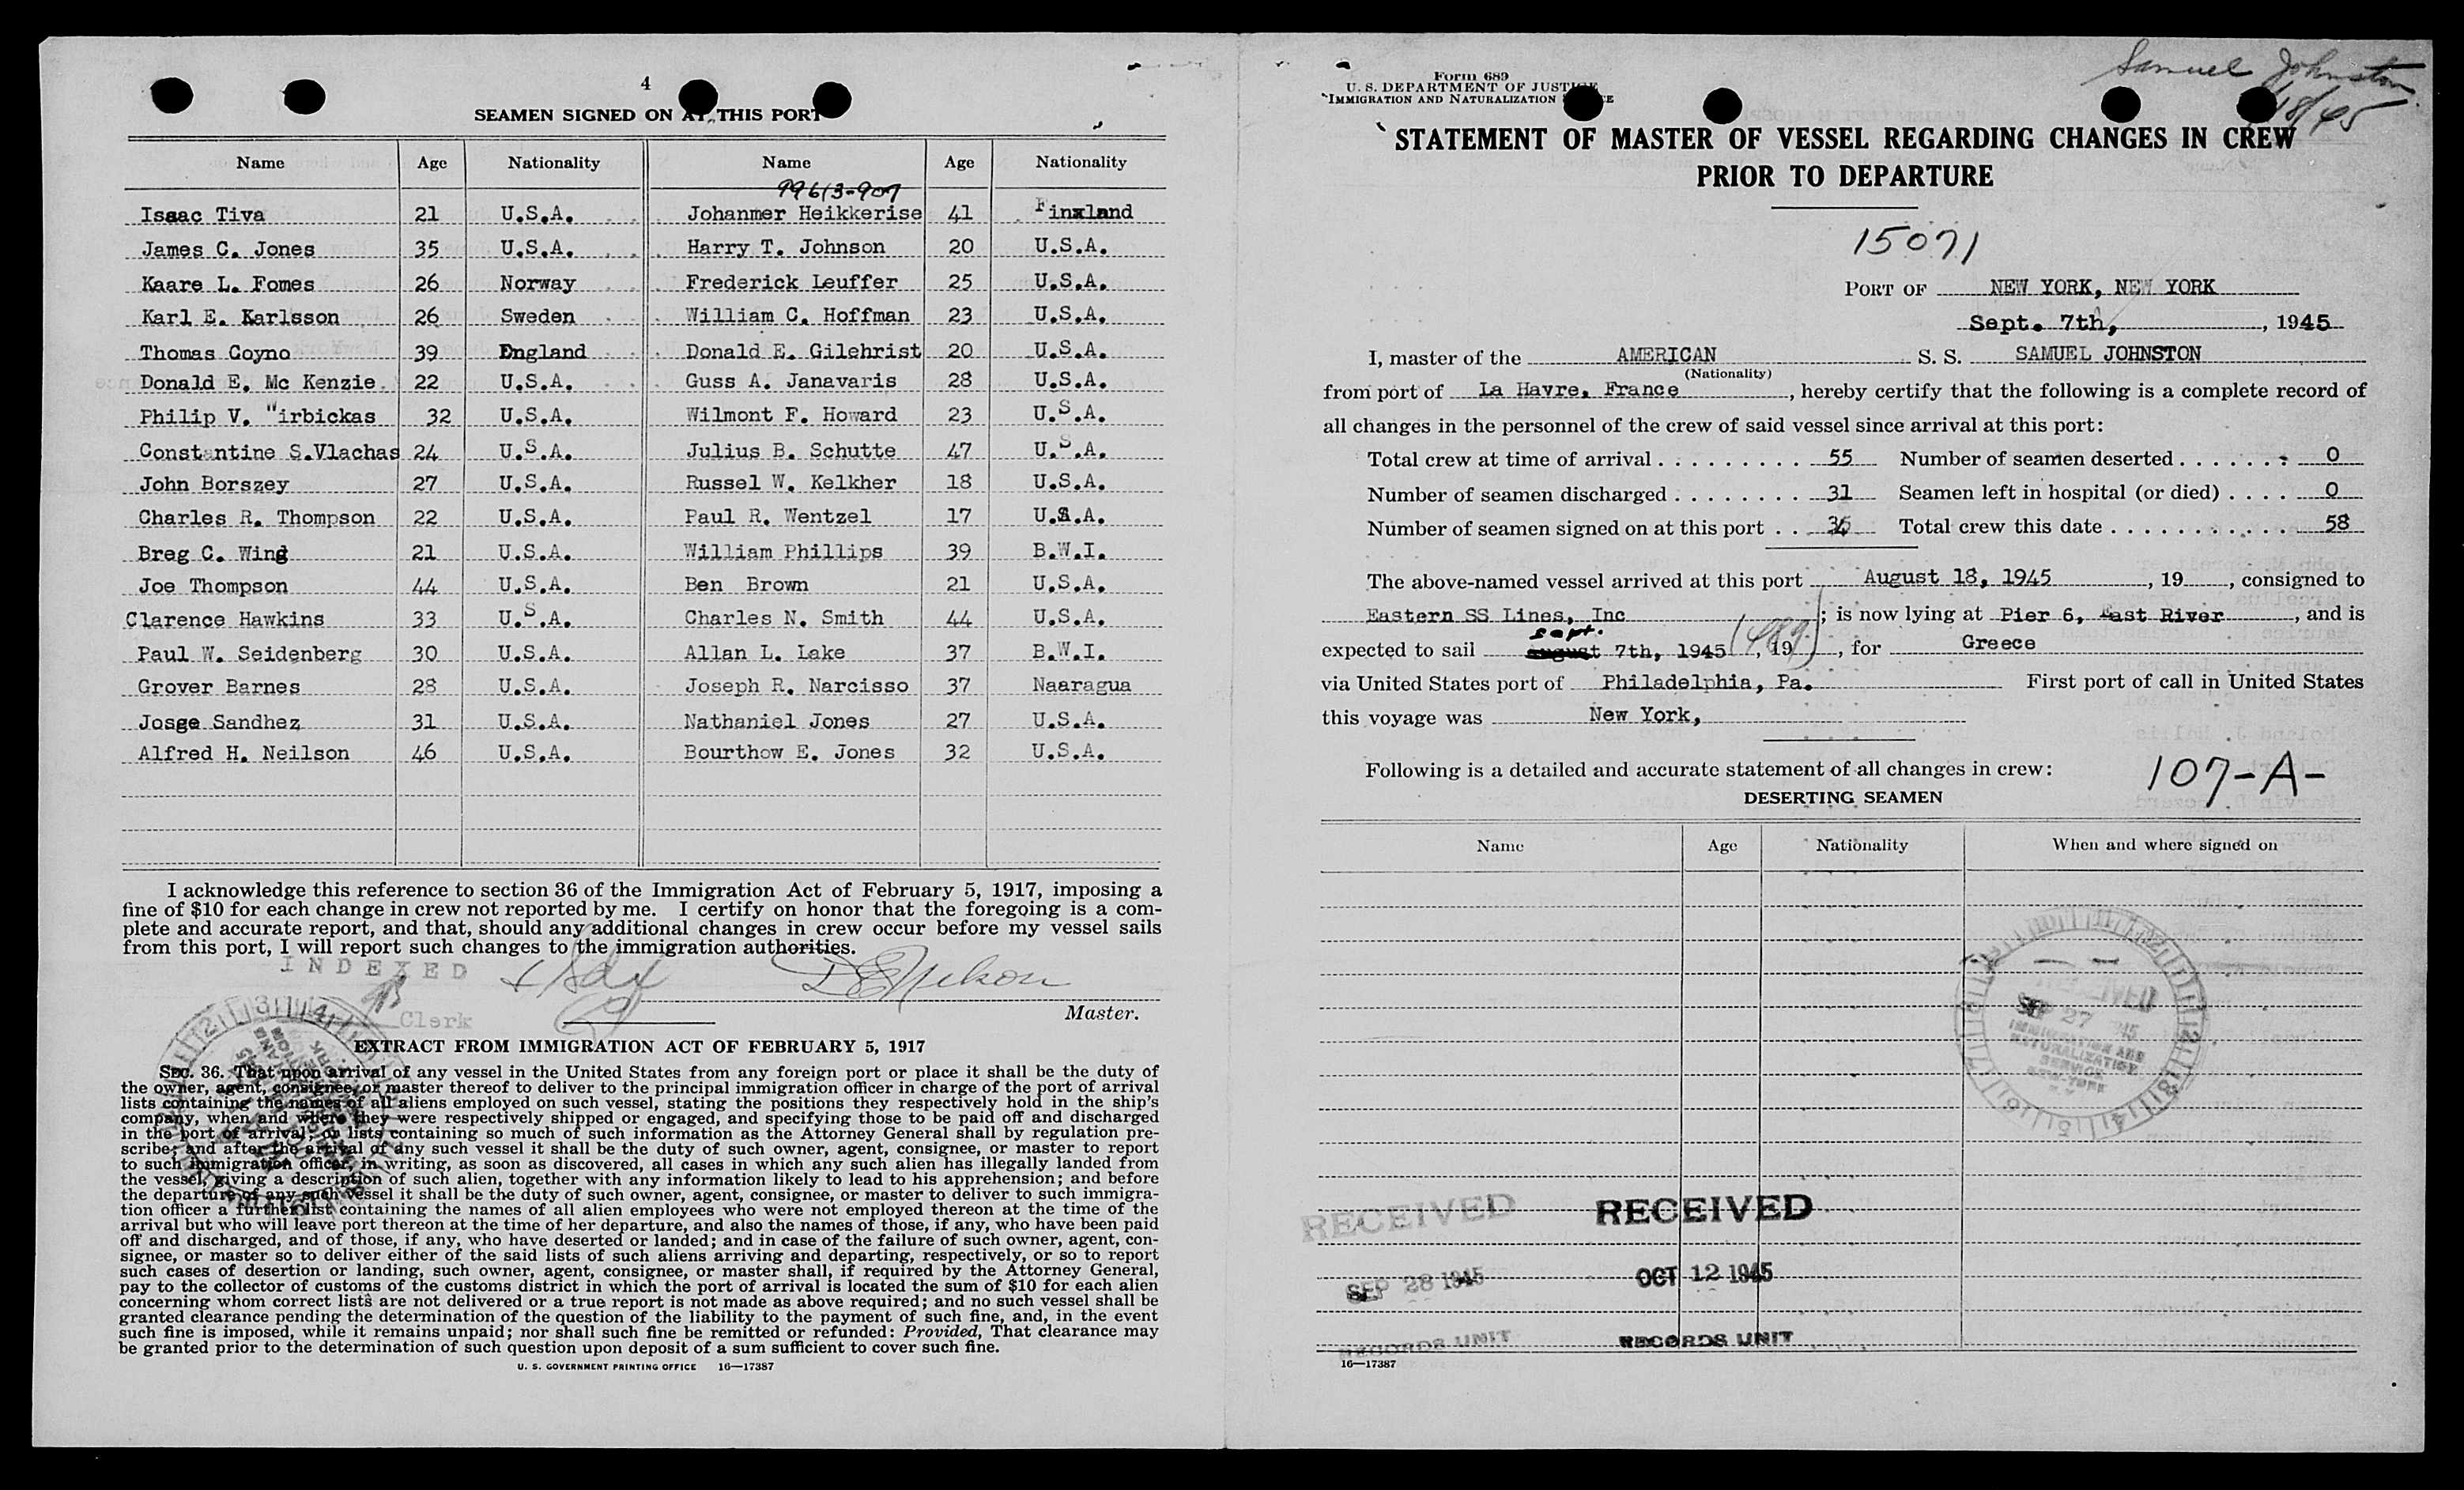 4
SEAMEN SIGNED ON AT THIS PORT
Name Age Nationality Name Age Nationality
99613-907
Isaac Tiva 21 U.S.A. Johanmer Heikkerise 41 Finxland
James C. Jones 35 U.S.A. Harry T. Johnson 20 U.S.A.
Kaare L. Fomes 26 Norway Frederick Leuffer 25 U.S.A.
Karl E. Karlsson 26 Sweden William C. Hoffman 23 U.S.A.
Thomas Coyno 39 England Donald E. Gilehrist 20 U.S.A.
Donald E. Mc Kenzie 22 U.S.A. Guss A. Janavaris 28 U.S.A.
Philip V. "irbickas 32 U.S.A. Wilmont F. Howard 23 U.S.A.
Constantine S.Vlachas 24 U.S.A. Julius B. Schutte 47 U.S.A.
John Borszey 27 U.S.A. Russel W. Kelkher 18 U.S.A.
Charles R. Thompson 22 U.S.A. Paul R. Wentzel 17 U.S.A.
Breg C. Wing 21 U.S.A. William Phillips 39 B.W.I.
Joe Thompson 44 U.S.A. Ben Brown 21 U.S.A.
Clarence Hawkins 33 U.S.A. Charles N. Smith 44 U.S.A.
Paul W. Seidenberg 30 U.S.A. Allan L. Lake 37 B.W.I.
Grover Barnes 28 U.S.A. Joseph R. Narcisso 37 Naaragua
Josge Sandhez 31 U.S.A. Nathaniel Jones 27 U.S.A.
Alfred H. Neilson 46 U.S.A. Bourthow E. Jones 32 U.S.A.
I acknowledge this reference to section 36 of the Immigration Act of February 5, 1917, imposing a
fine of $10 for each change in crew not reported by me. I certify on honor that the foregoing is a com-
plete and accurate report, and that, should any additional changes in crew occur before my vessel sails
from this port, I will report such changes to the immigration authorities.
INDEXED
D E Nelson
Clerk
Master.
EXTRACT FROM IMMIGRATION ACT OF FEBRUARY 5, 1917
SEC. 36. That upon arrival of any vessel in the United States from any foreign port or place it shall be the duty of
the owner, agent, consignee, or master thereof to deliver to the principal immigration officer in charge of the port of arrival
lists containing the names of all aliens employed on such vessel, stating the positions they respectively hold in the ship's
company, when and where they were respectively shipped or engaged, and specifying those to be paid off and discharged
in the port of arrival; or lists containing so much of such information as the Attorney General shall by regulation pre-
scribe; and after the arrival of any such vessel it shall be the duty of such owner, agent, consignee, or master to report
to such immigration officer, in writing, as soon as discovered, all cases in which any such alien has illegally landed from
the vessel, giving a description of such alien, together with any information likely to lead to his apprehension; and before
the departure of any such vessel it shall be the duty of such owner, agent, consignee, or master to deliver to such immigra-
tion officer a further list containing the names of all alien employees who were not employed thereon at the time of the
arrival but who will leave port thereon at the time of her departure, and also the names of those, if any, who have been paid
off and discharged, and of those, if any, who have deserted or landed; and in case of the failure of such owner, agent, con-
signee, or master so to deliver either of the said lists of such aliens arriving and departing, respectively, or so to report
such cases of desertion or landing, such owner, agent, consignee, or master shall, if required by the Attorney General,
pay to the collector of customs of the customs district in which the port of arrival is located the sum of $10 for each alien
concerning whom correct lists are not delivered or a true report is not made as above required; and no such vessel shall be
granted clearance pending the determination of the question of the liability to the payment of such fine, and, in the event
such fine is imposed, while it remains unpaid; nor shall such fine be remitted or refunded: Provided, That clearance may
be granted prior to the determination of such question upon deposit of a sum sufficient to cover such fine.
U. S. GOVERNMENT PRINTING OFFICE 16—17387
Samuel Johnston
18/45
Form 689
U. S. DEPARTMENT OF JUSTICE
IMMIGRATION AND NATURALIZATION SERVICE
STATEMENT OF MASTER OF VESSEL REGARDING CHANGES IN CREW
PRIOR TO DEPARTURE
15071
PORT OF NEW YORK, NEW YORK
Sept. 7th, , 1945
I, master of the AMERICAN S. S. SAMUEL JOHNSTON
(Nationality)
from port of La Havre, France , hereby certify that the following is a complete record of
all changes in the personnel of the crew of said vessel since arrival at this port:
Total crew at time of arrival 55 Number of seamen deserted 0
Number of seamen discharged 31 Seamen left in hospital (or died) 0
Number of seamen signed on at this port 34 Total crew this date 58
The above-named vessel arrived at this port August 18, 1945 , 19 , consigned to
Eastern SS Lines, Inc ; is now lying at Pier 6, East River , and is
sept.
expected to sail august 7th, 1945 , 19 , for Greece
via United States port of Philadelphia, Pa. First port of call in United States
this voyage was New York,
Following is a detailed and accurate statement of all changes in crew:
107-A-
DESERTING SEAMEN
Name Age Nationality When and where signed on
RECEIVED
SEP 27 45
IMMIGRATION AND
NATURALIZATION
SERVICE
NEW YORK
RECEIVED RECEIVED
SEP 28 1945 OCT 12 1945
RECORDS UNIT RECORDS UNIT
16—17387